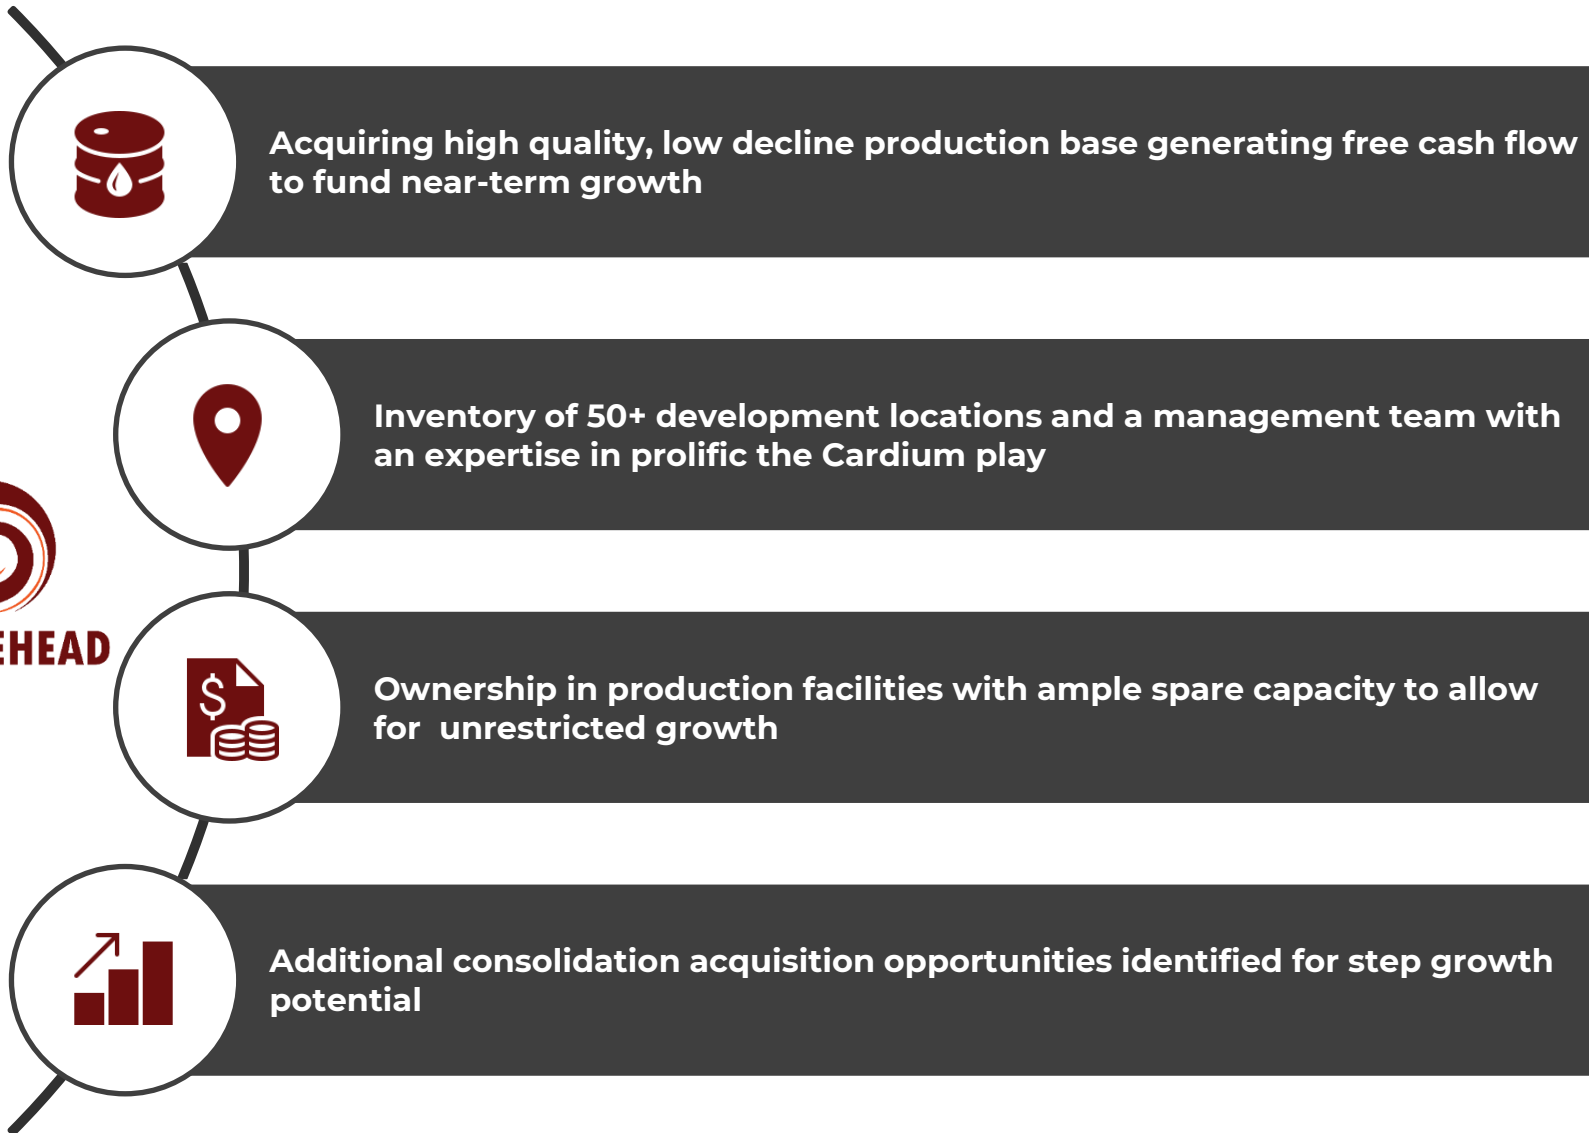 Acquiring high quality, low decline production base generating free cash flow
to fund near-term growth
Inventory of 50+ development locations and a management team with
an expertise in prolific the Cardium play
EHEAD
Ownership in production facilities with ample spare capacity to allow
for  unrestricted growth
Additional consolidation acquisition opportunities identified for step growth
potential